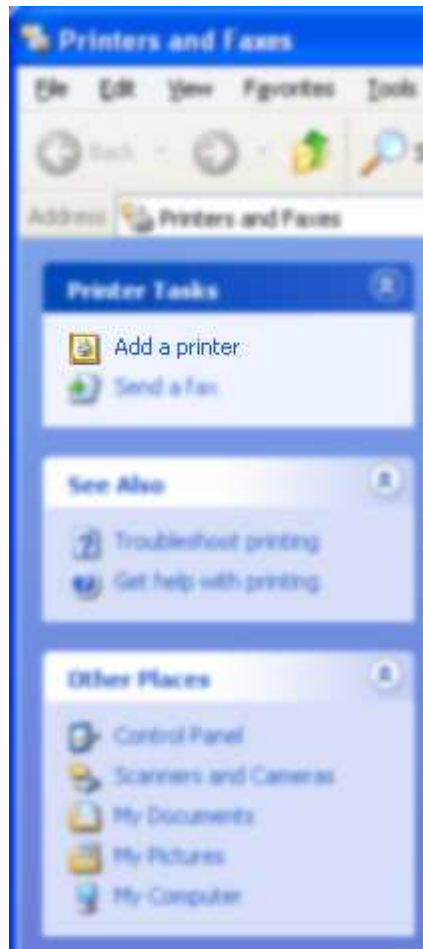 Printers and Faxes
File Edit View Favorites Tools
Back
Address Printers and Faxes
Printer Tasks
Add a printer
Send a fax
See Also
Troubleshoot printing
Get help with printing
Other Places
Control Panel
Scanners and Cameras
My Documents
My Pictures
My Computer